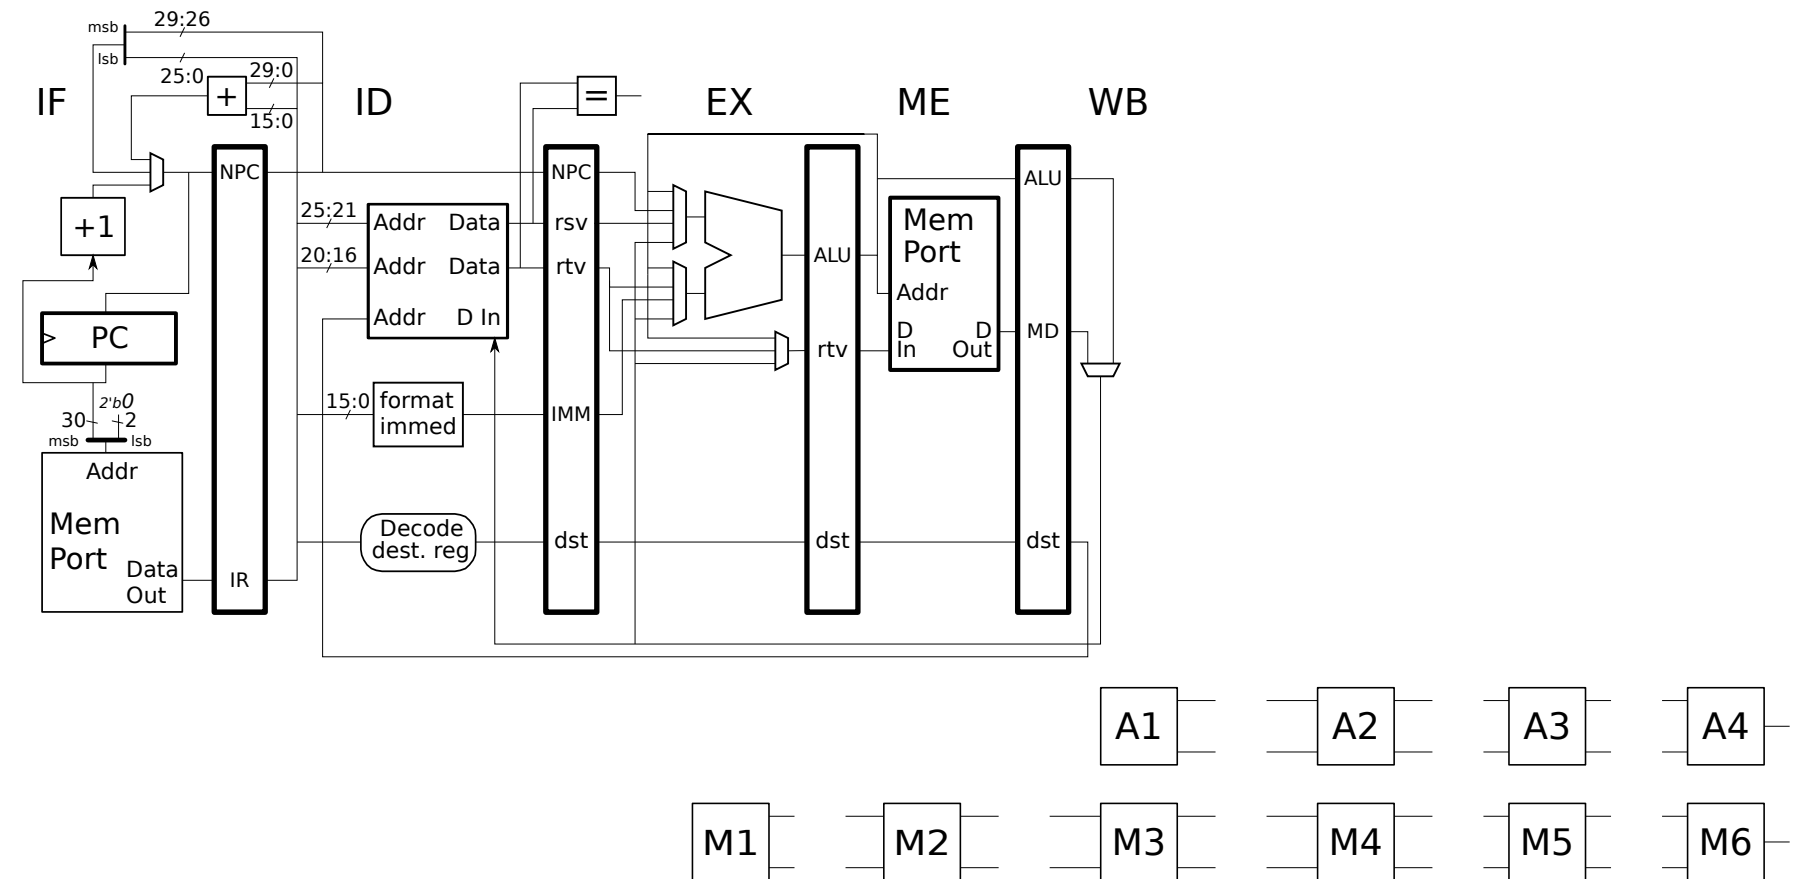 29:26
msb
lsb
25:0
29:0
+
15:0
=
IF
ID
EX
ME
WB
NPC
NPC
ALU
+1
25:21
Addr
Data
rsv
Mem
Port
20:16
Addr
Data
rtv
ALU
Addr
Addr
D In
PC
D
In
D
Out
MD
rtv
2'b0
30
2
msb
lsb
15:0
format
immed
IMM
Addr
Mem
Port
Data
Out
IR
Decode
dest. reg
dst
dst
dst
A1
A2
A3
A4
M1
M2
M3
M4
M5
M6